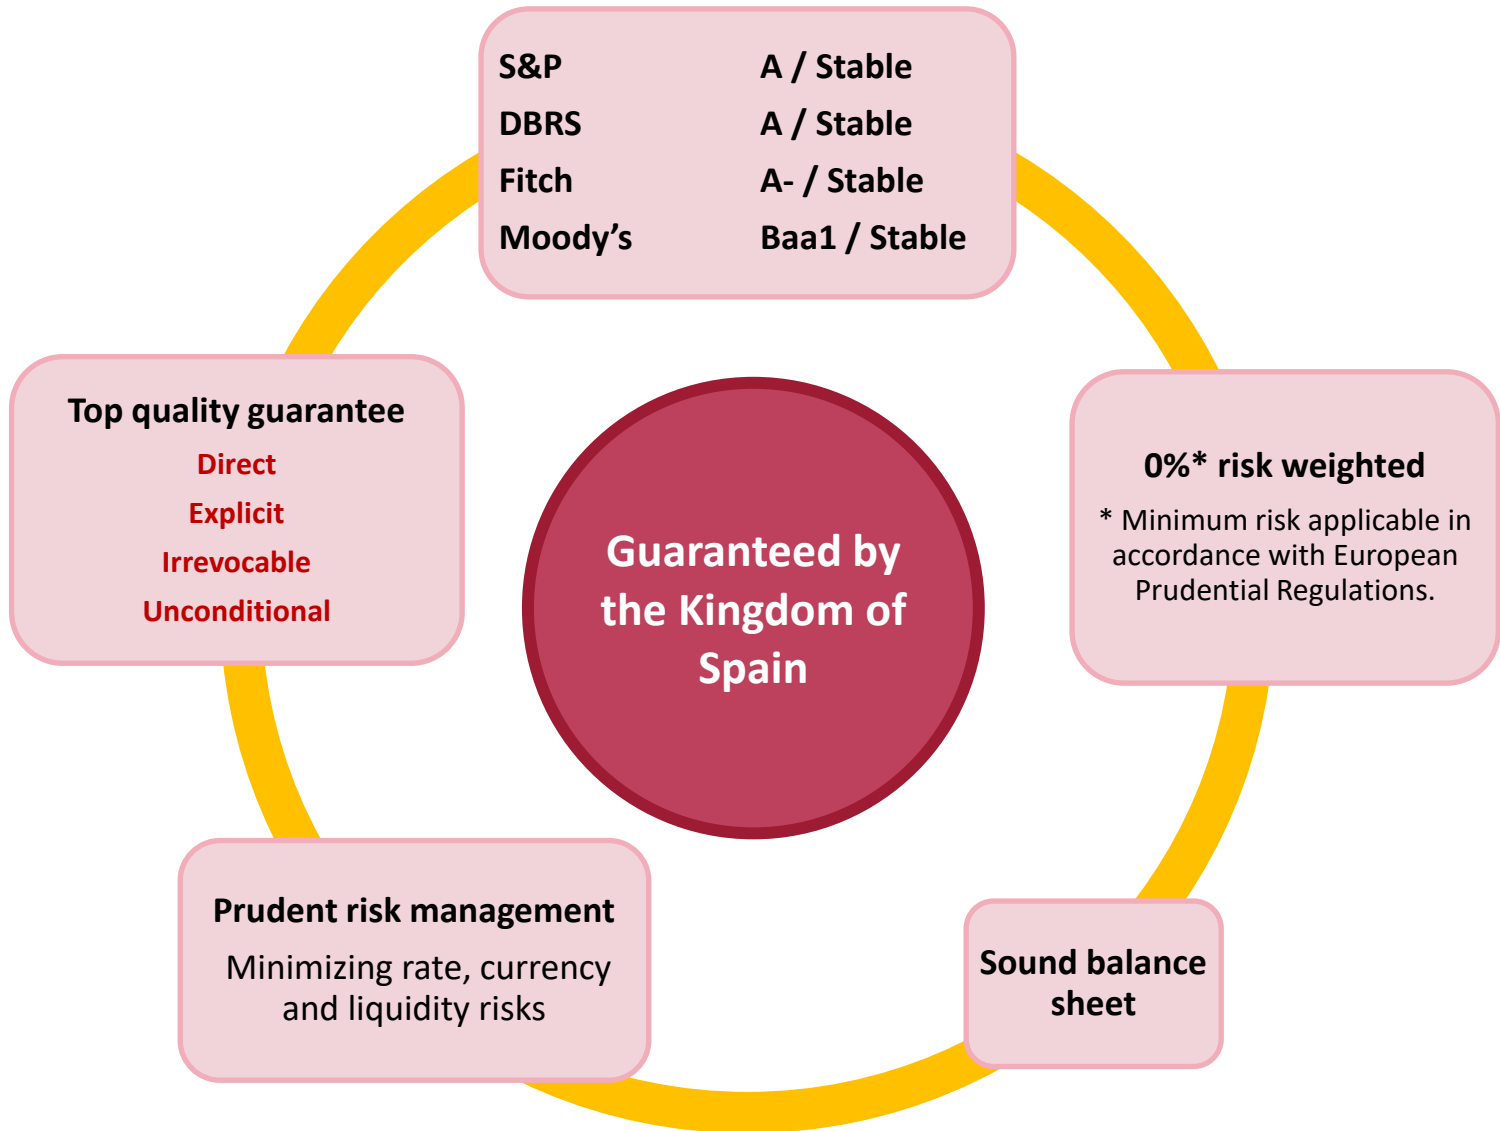 S&P A / Stable
DBRS A / Stable
Fitch A- / Stable
Moody’s Baa1 / Stable
Top quality guarantee
Direct
Explicit
Irrevocable
Unconditional
0%* risk weighted
* Minimum risk applicable in
accordance with European
Prudential Regulations.
Guaranteed by
the Kingdom of
Spain
Prudent risk management
Minimizing rate, currency
and liquidity risks
Sound balance
sheet